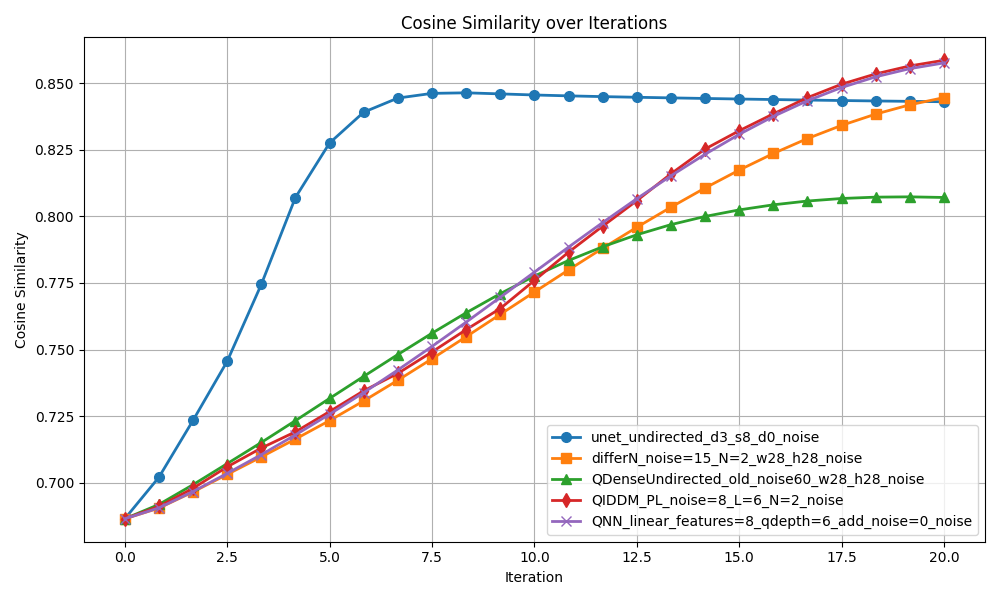 Cosine Similarity over Iterations
Cosine Similarity
0.850
0.825
0.800
0.775
0.750
0.725
0.700
unet_undirected_d3_s8_d0_noise
differN_noise=15_N=2_w28_h28_noise
QDenseUndirected_old_noise60_w28_h28_noise
QIDDM_PL_noise=8_L=6_N=2_noise
QNN_linear_features=8_qdepth=6_add_noise=0_noise
0.0 2.5 5.0 7.5 10.0 12.5 15.0 17.5 20.0
Iteration